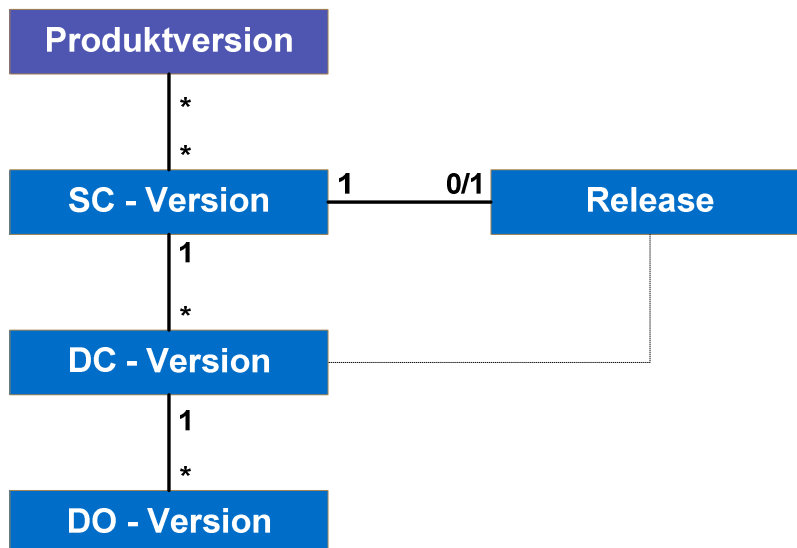 Produktversion
*
*
SC - Version
1
0/1
Release
1
*
DC - Version
1
*
DO - Version